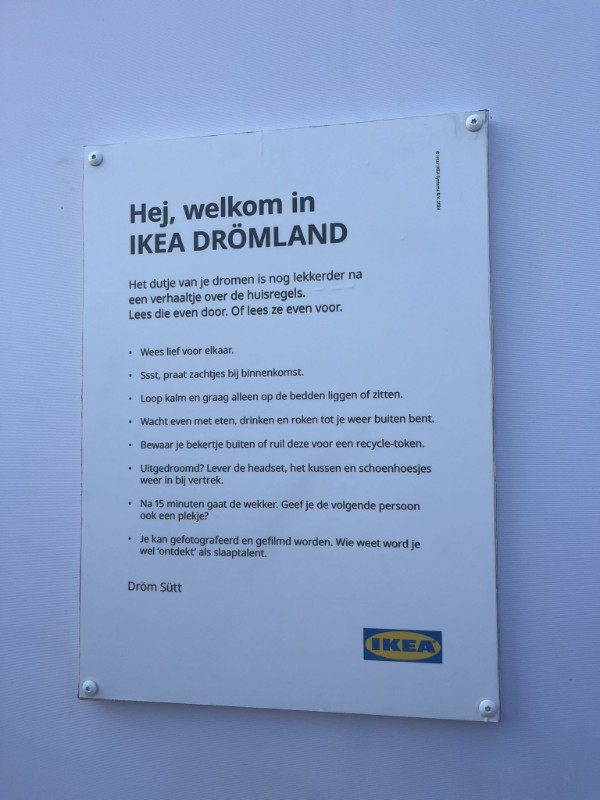 Hej, welkom in
IKEA DRÖMLAND
Het dutje van je dromen is nog lekkerder na
een verhaaltje over de huisregels.
Lees die even door. Of lees ze even voor.
• Wees lief voor elkaar.
• Ssst, praat zachtjes bij binnenkomst.
• Loop kalm en graag alleen op de bedden liggen of zitten.
• Wacht even met eten, drinken en roken tot je weer buiten bent.
• Bewaar je bekertje buiten of ruil deze voor een recycle-token.
• Uitgedroomd? Lever de headset, het kussen en schoenhoesjes
weer in bij vertrek.
• Na 15 minuten gaat de wekker. Geef je de volgende persoon
ook een plekje?
• Je kan gefotografeerd en gefilmd worden. Wie weet word je
wel ‘ontdekt’ als slaaptalent.
Dröm Sütt
IKEA
© Inter IKEA Systems B.V. 2024